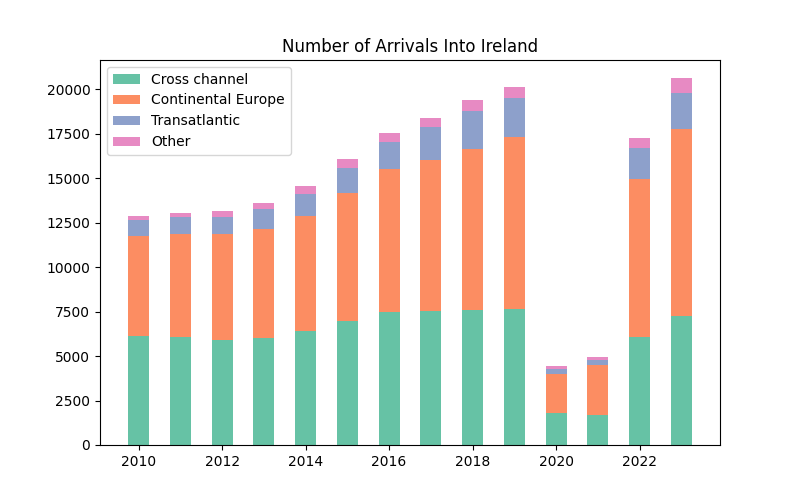 Number of Arrivals Into Ireland
Cross channel
Continental Europe
Transatlantic
Other
20000
17500
15000
12500
10000
7500
5000
2500
0
2010 2012 2014 2016 2018 2020 2022